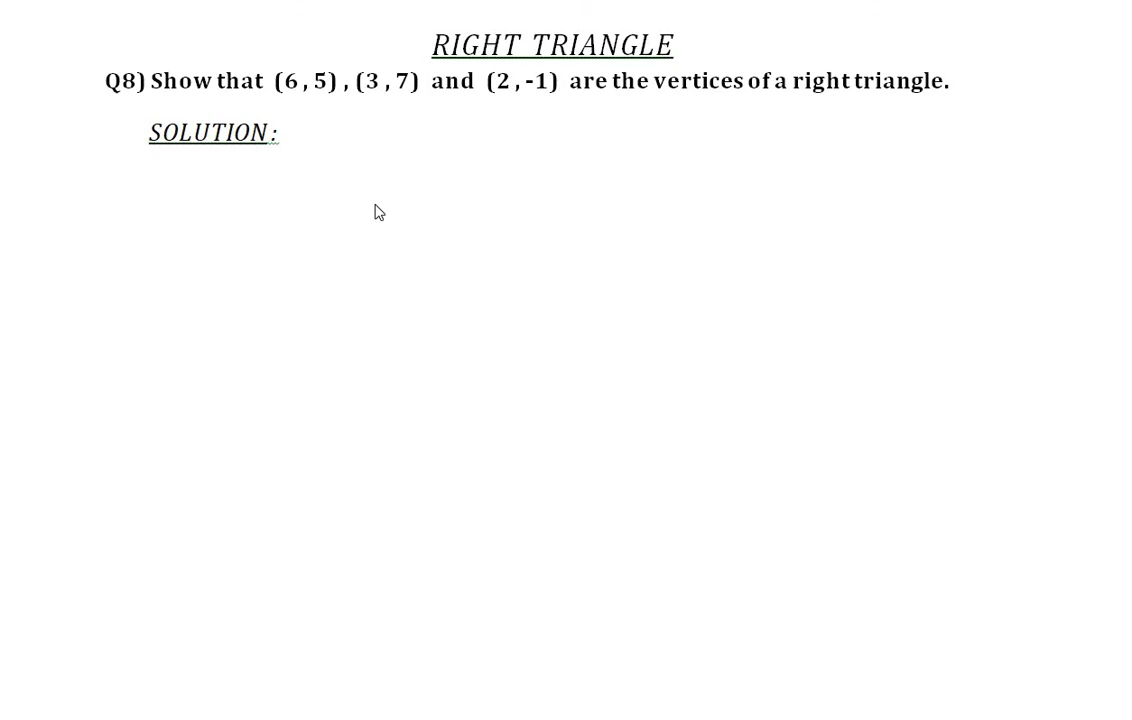 RIGHT TRIANGLE
Q8) Show that (6 , 5) , (3 , 7) and (2 , -1) are the vertices of a right triangle.
SOLUTION: